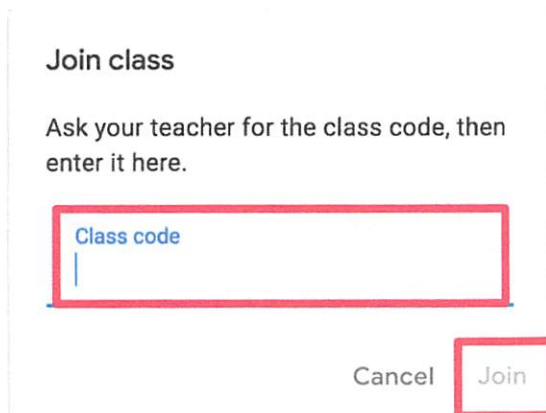 Join class
Ask your teacher for the class code, then
enter it here.
Class code
Cancel
Join